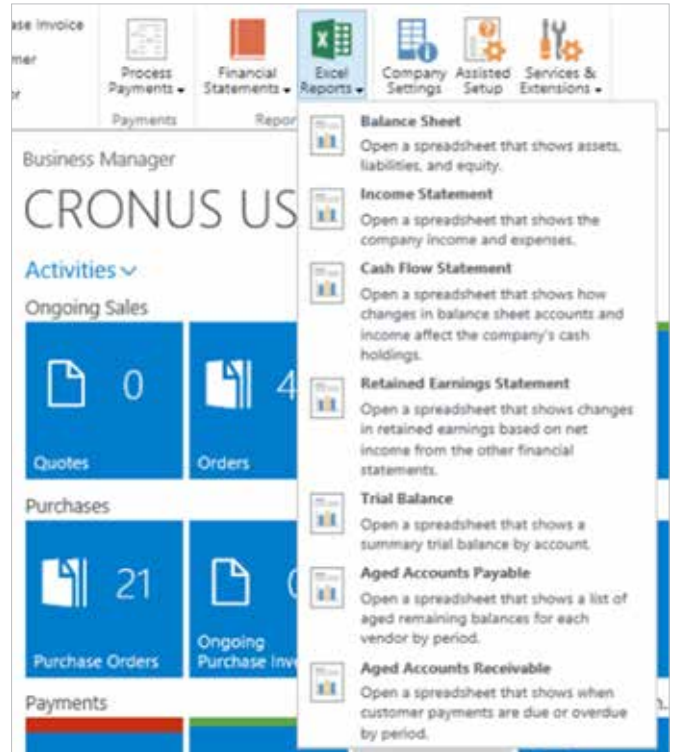 ase Invoice
mer
or
Process
Payments
Financial
Statements
Excel
Reports
Company
Settings
Assisted
Setup
Services &
Extensions
Payments
Repor
Business Manager
CRONUS US
Activities
Ongoing Sales
0
Quotes
4
Orders
Purchases
21
Purchase Orders
Ongoing
Purchase Inv
Payments
Balance Sheet
Open a spreadsheet that shows assets,
liabilities, and equity.
Income Statement
Open a spreadsheet that shows the
company income and expenses.
Cash Flow Statement
Open a spreadsheet that shows how
changes in balance sheet accounts and
income affect the company's cash
holdings.
Retained Earnings Statement
Open a spreadsheet that shows changes
in retained earnings based on net
income from the other financial
statements.
Trial Balance
Open a spreadsheet that shows a
summary trial balance by account.
Aged Accounts Payable
Open a spreadsheet that shows a list of
aged remaining balances for each
vendor by period.
Aged Accounts Receivable
Open a spreadsheet that shows when
customer payments are due or overdue
by period.